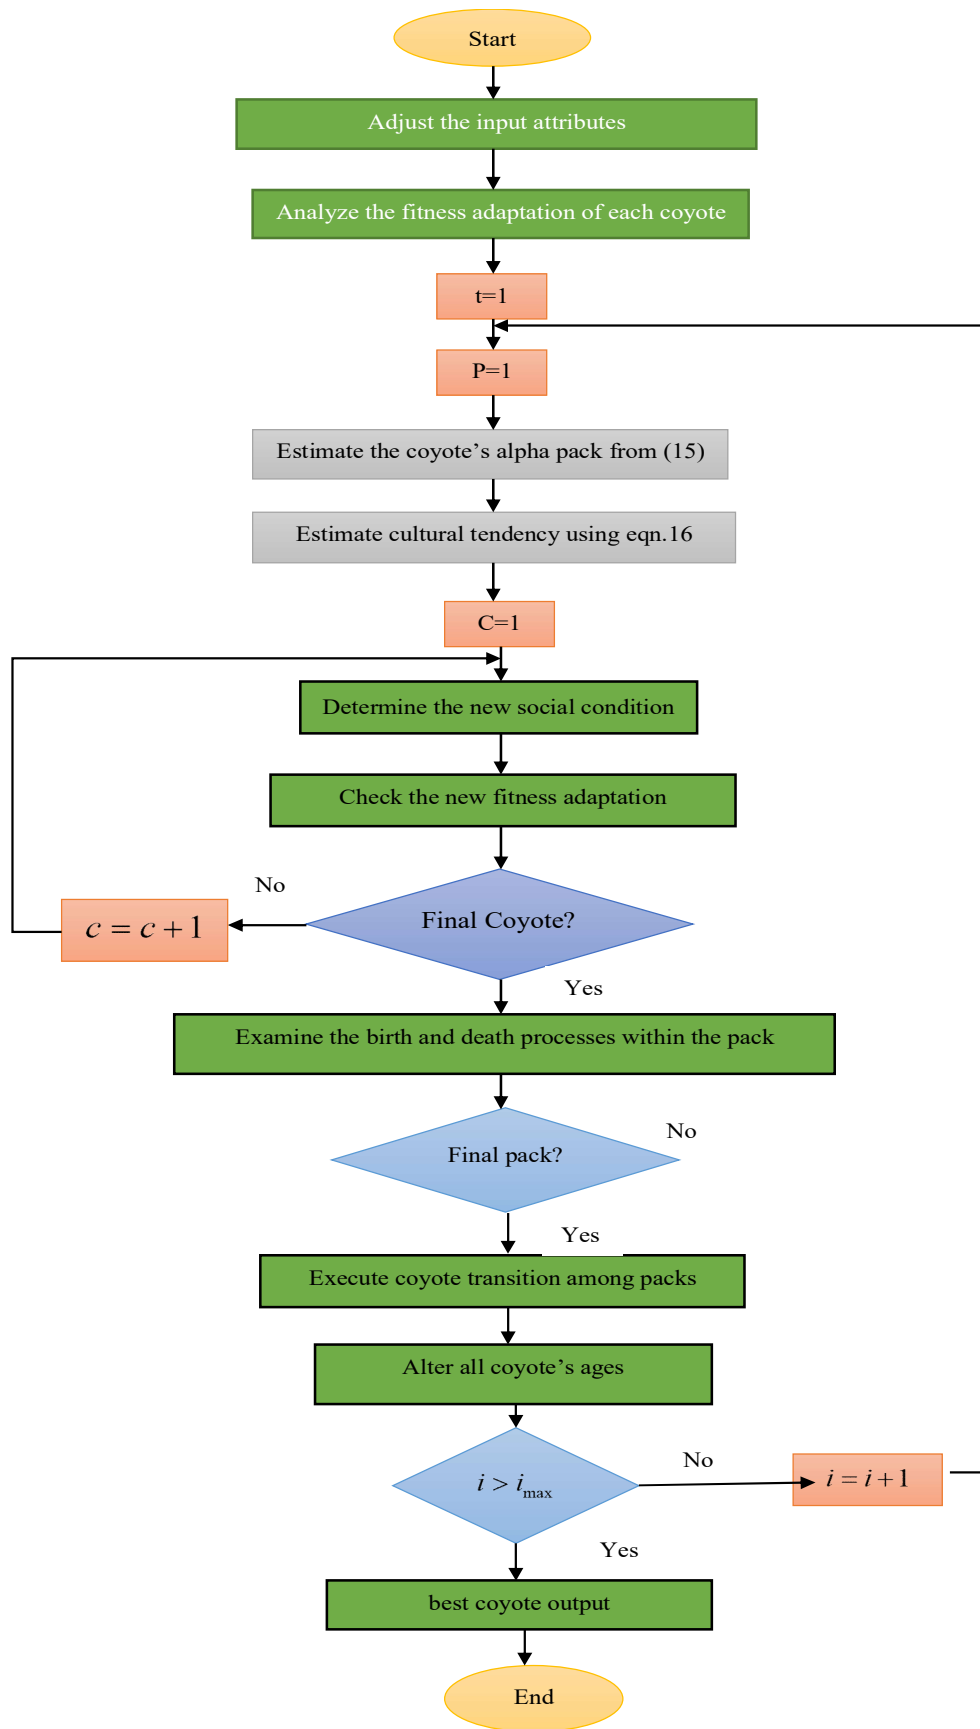 Start
Adjust the input attributes
Analyze the fitness adaptation of each coyote
t=1
P=1
Estimate the coyote’s alpha pack from (15)
Estimate cultural tendency using eqn.16
C=1
Determine the new social condition
Check the new fitness adaptation
No
Final Coyote?
c = c + 1
Yes
Examine the birth and death processes within the pack
No
Final pack?
Yes
Execute coyote transition among packs
Alter all coyote’s ages
No
i > i_max
i = i + 1
Yes
best coyote output
End